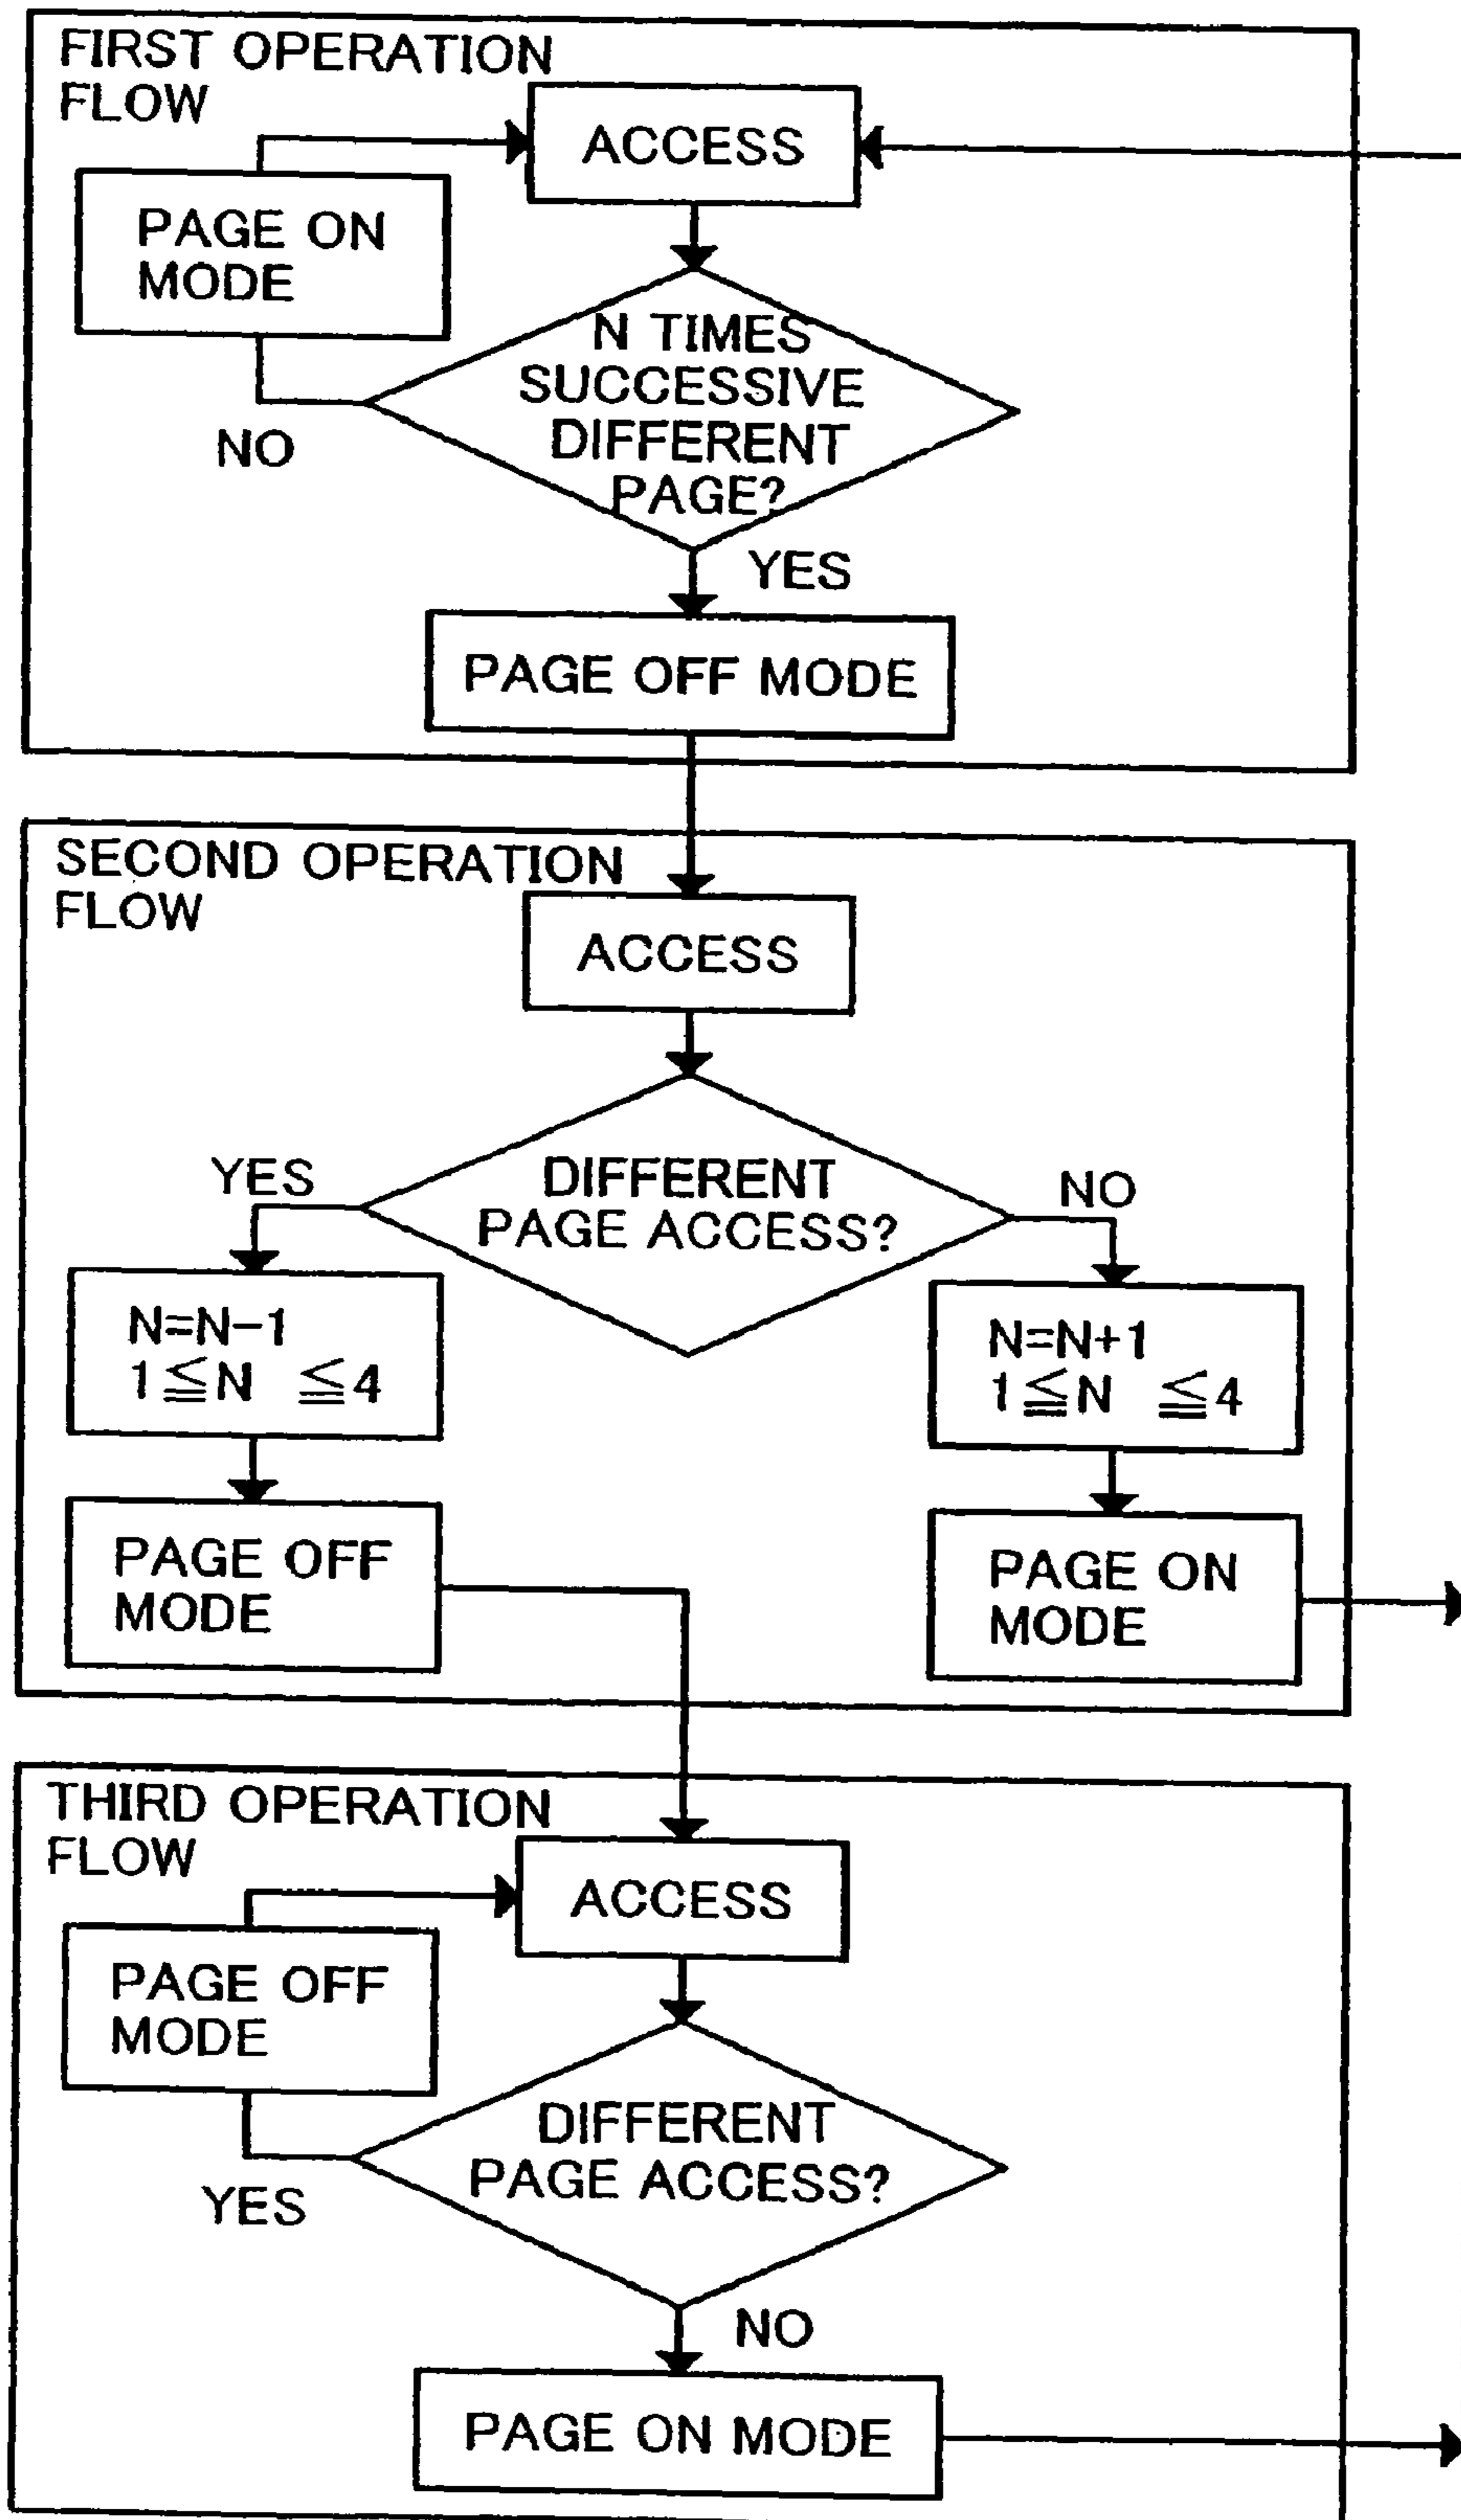 FIRST OPERATION
FLOW
ACCESS
PAGE ON
MODE
N TIMES
SUCCESSIVE
DIFFERENT
PAGE?
NO
YES
PAGE OFF MODE
SECOND OPERATION
FLOW
ACCESS
DIFFERENT
PAGE ACCESS?
YES
NO
N=N−1
1≦N ≦4
N=N+1
1≦N ≦4
PAGE OFF
MODE
PAGE ON
MODE
THIRD OPERATION
FLOW
ACCESS
PAGE OFF
MODE
DIFFERENT
PAGE ACCESS?
YES
NO
PAGE ON MODE